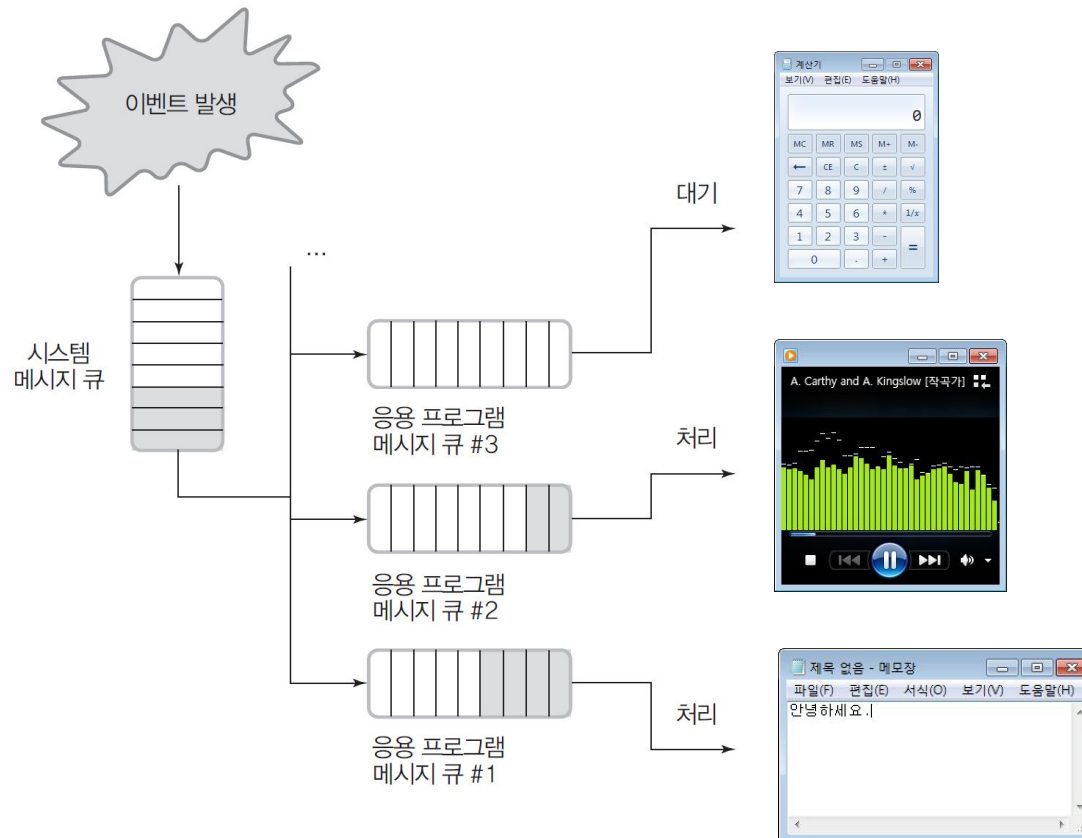 이벤트 발생
시스템
메시지 큐
...
대기
응용 프로그램
메시지 큐 #3
처리
응용 프로그램
메시지 큐 #2
처리
응용 프로그램
메시지 큐 #1
계산기
보기(V) 편집(E) 도움말(H)
0
MC MR MS M+ M-
← CE C ± √
7 8 9 / %
4 5 6 * 1/x
1 2 3 - =
0 . +
A. Carthy and A. Kingslow [작곡가]
제목 없음 - 메모장
파일(F) 편집(E) 서식(O) 보기(V) 도움말(H)
안녕하세요.